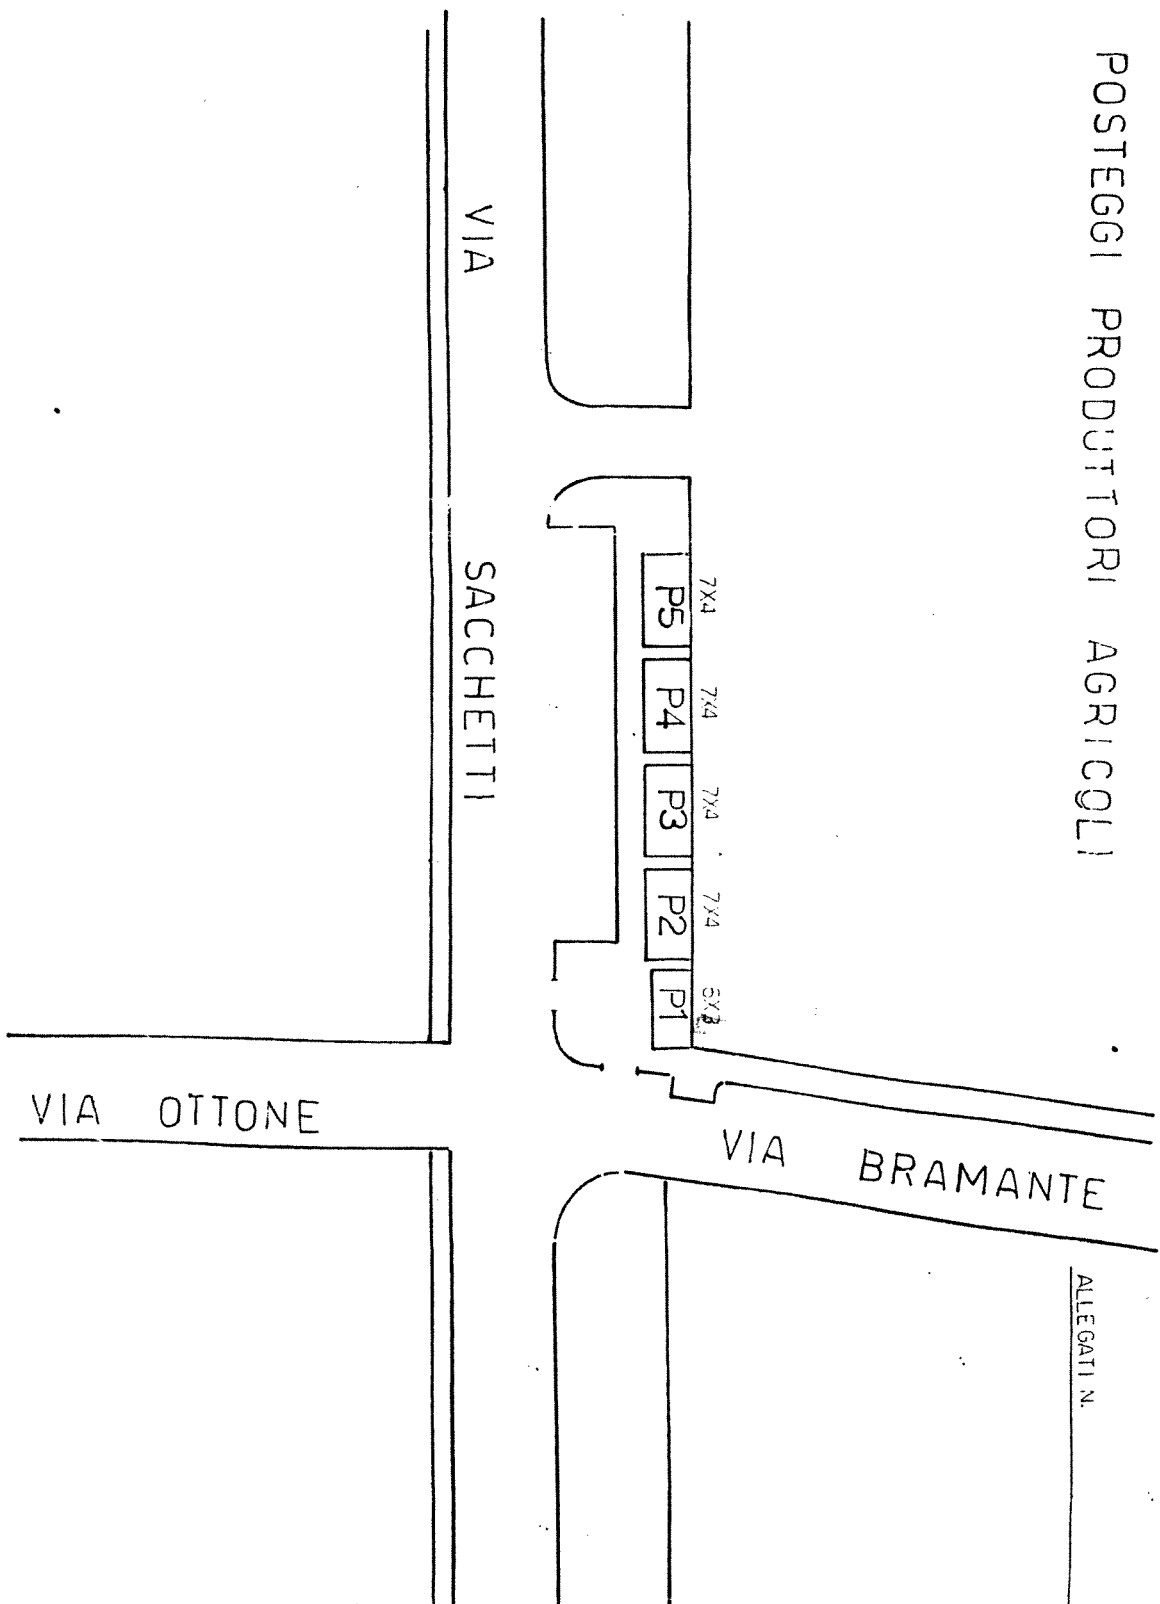 POSTEGGI PRODUTTORI AGRICOLI
7X4
7X4
7X4
7X4
P5
P4
P3
P2
P1
VIA SACCHETTI
VIA OTTONE
VIA BRAMANTE
ALLEGATI N.